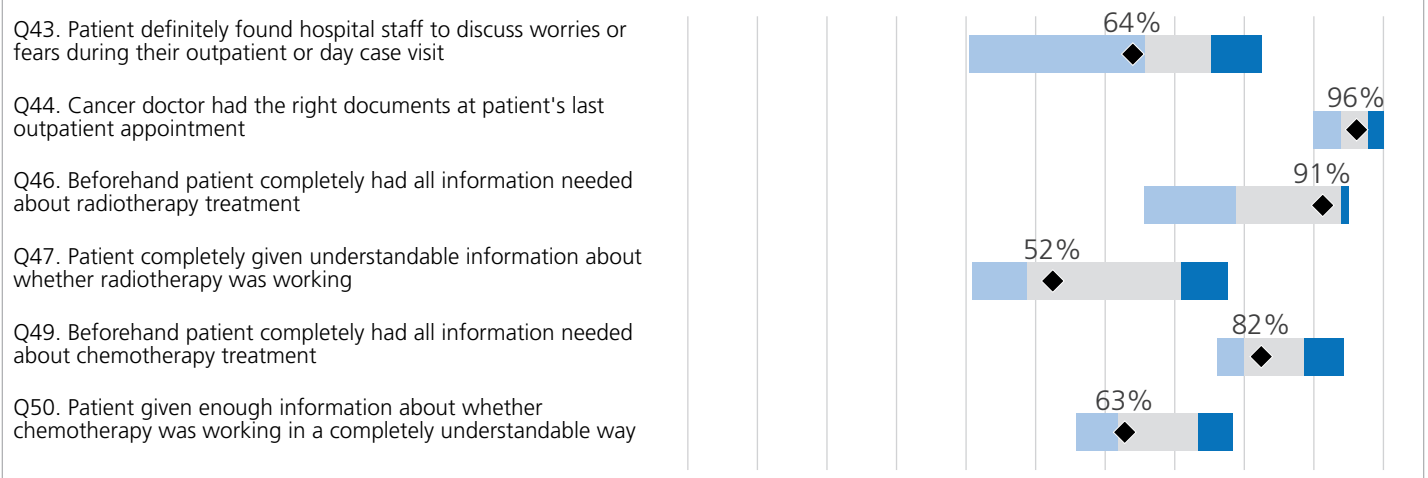 Q43. Patient definitely found hospital staff to discuss worries or
fears during their outpatient or day case visit
64%
Q44. Cancer doctor had the right documents at patient's last
outpatient appointment
96%
Q46. Beforehand patient completely had all information needed
about radiotherapy treatment
91%
Q47. Patient completely given understandable information about
whether radiotherapy was working
52%
Q49. Beforehand patient completely had all information needed
about chemotherapy treatment
82%
Q50. Patient given enough information about whether
chemotherapy was working in a completely understandable way
63%